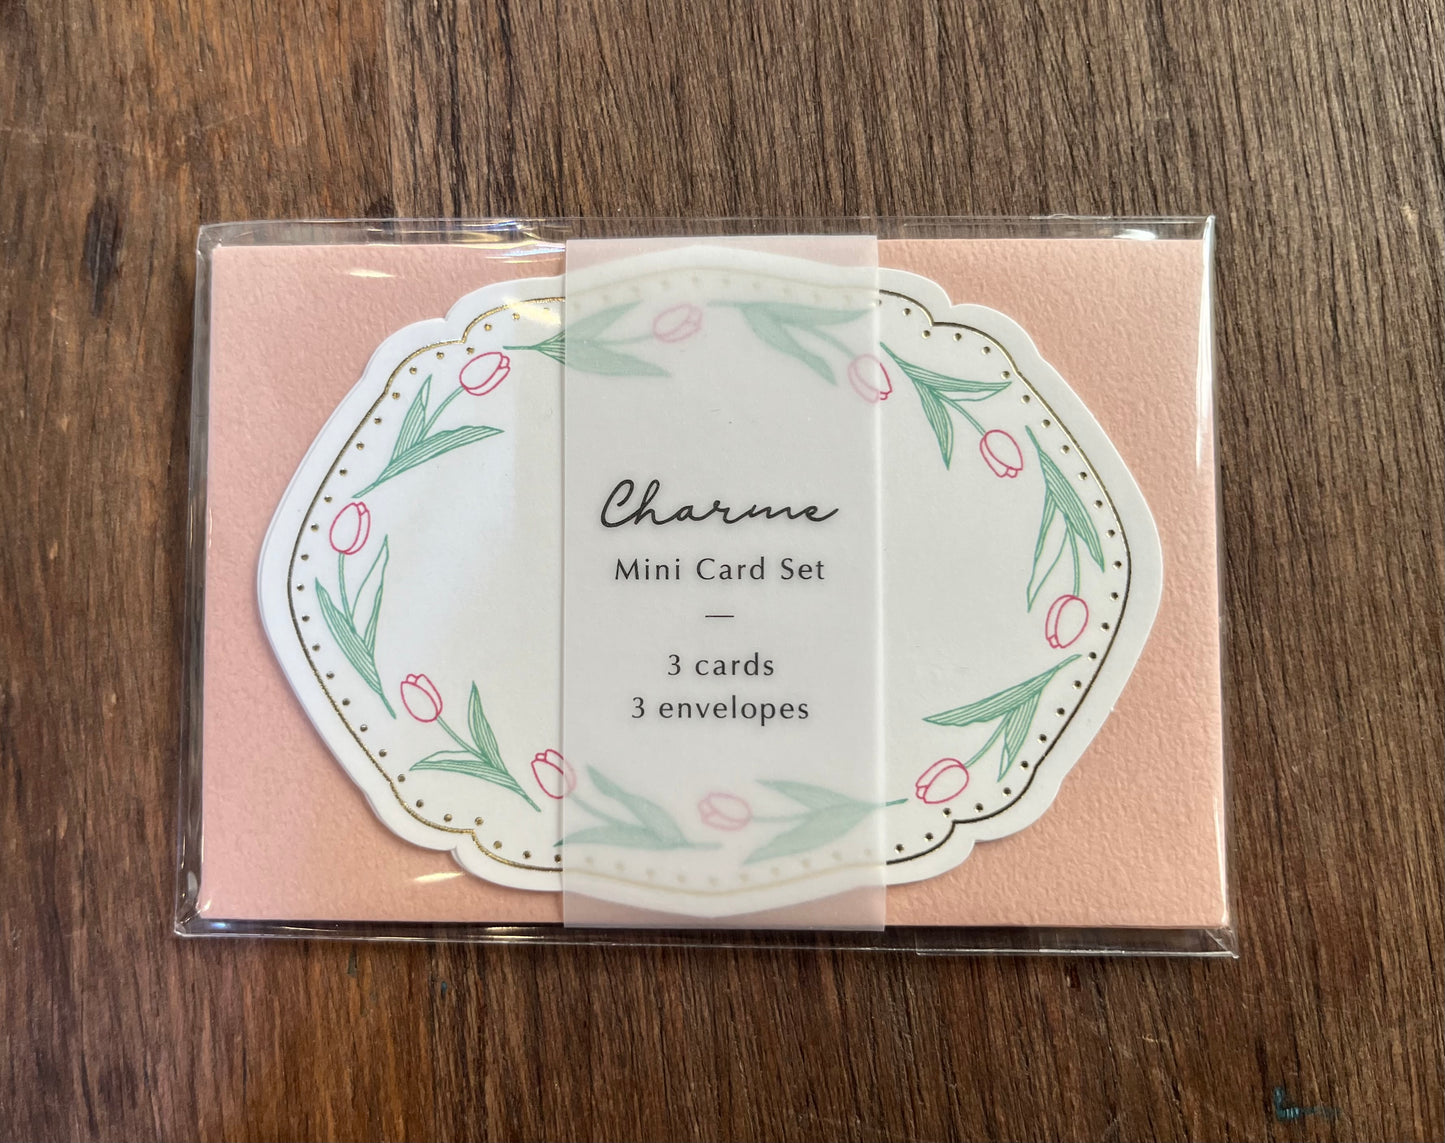 Charme
Mini Card Set
—
3 cards
3 envelopes